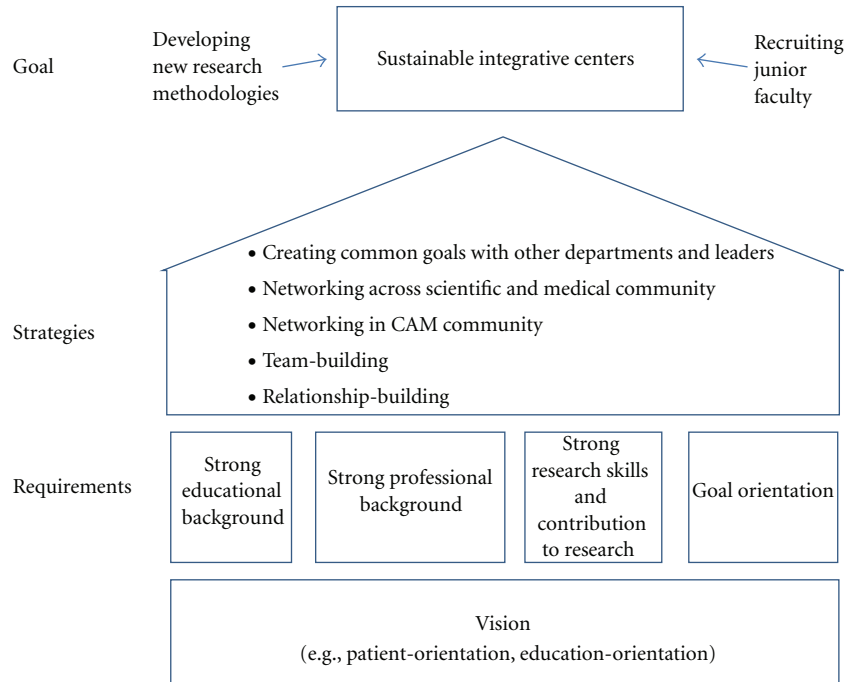 Goal
Developing
new research
methodologies
Sustainable integrative centers
Recruiting
junior
faculty
Strategies
• Creating common goals with other departments and leaders
• Networking across scientific and medical community
• Networking in CAM community
• Team-building
• Relationship-building
Requirements
Strong
educational
background
Strong professional
background
Strong
research skills
and
contribution
to research
Goal orientation
Vision
(e.g., patient-orientation, education-orientation)